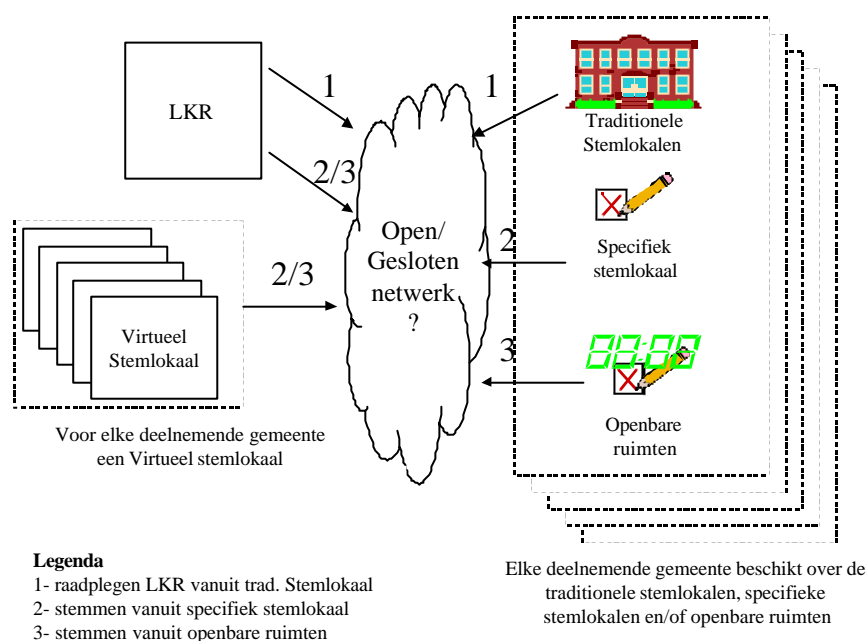 LKR
1
2/3
2/3
Virtueel
Stemlokaal
Voor elke deelnemende gemeente
een Virtueel stemlokaal
Open/
Gesloten
netwerk
?
1
2
3
Traditionele
Stemlokalen
Specifiek
stemlokaal
88:88
Openbare
ruimten
Legenda
1- raadplegen LKR vanuit trad. Stemlokaal
2- stemmen vanuit specifiek stemlokaal
3- stemmen vanuit openbare ruimten
Elke deelnemende gemeente beschikt over de
traditionele stemlokalen, specifieke
stemlokalen en/of openbare ruimten